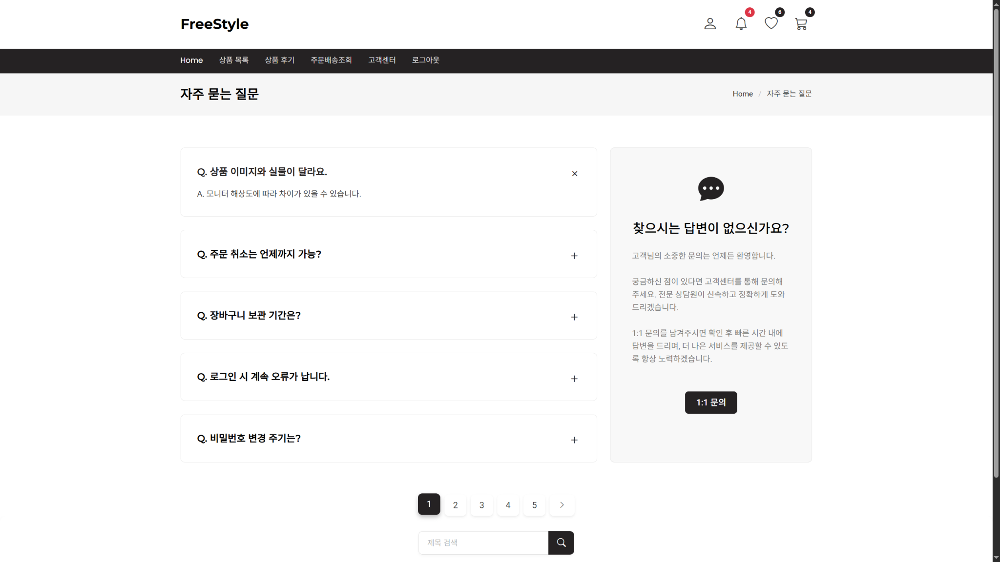 FreeStyle
4
6
4
Home
상품 목록
상품 후기
주문배송조회
고객센터
로그아웃
자주 묻는 질문
Home / 자주 묻는 질문
Q. 상품 이미지와 실물이 달라요.
A. 모니터 해상도에 따라 차이가 있을 수 있습니다.
Q. 주문 취소는 언제까지 가능?
Q. 장바구니 보관 기간은?
Q. 로그인 시 계속 오류가 납니다.
Q. 비밀번호 변경 주기는?
찾으시는 답변이 없으신가요?
고객님의 소중한 문의는 언제든 환영합니다.
궁금하신 점이 있다면 고객센터를 통해 문의해
주세요. 전문 상담원이 신속하고 정확하게 도와
드리겠습니다.
1:1 문의를 남겨주시면 확인 후 빠른 시간 내에
답변을 드리며, 더 나은 서비스를 제공할 수 있도
록 항상 노력하겠습니다.
1:1 문의
1
2
3
4
5
제목 검색